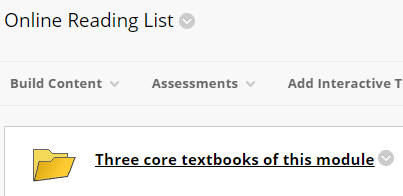 Online Reading List
Build Content Assessments Add Interactive T
Three core textbooks of this module